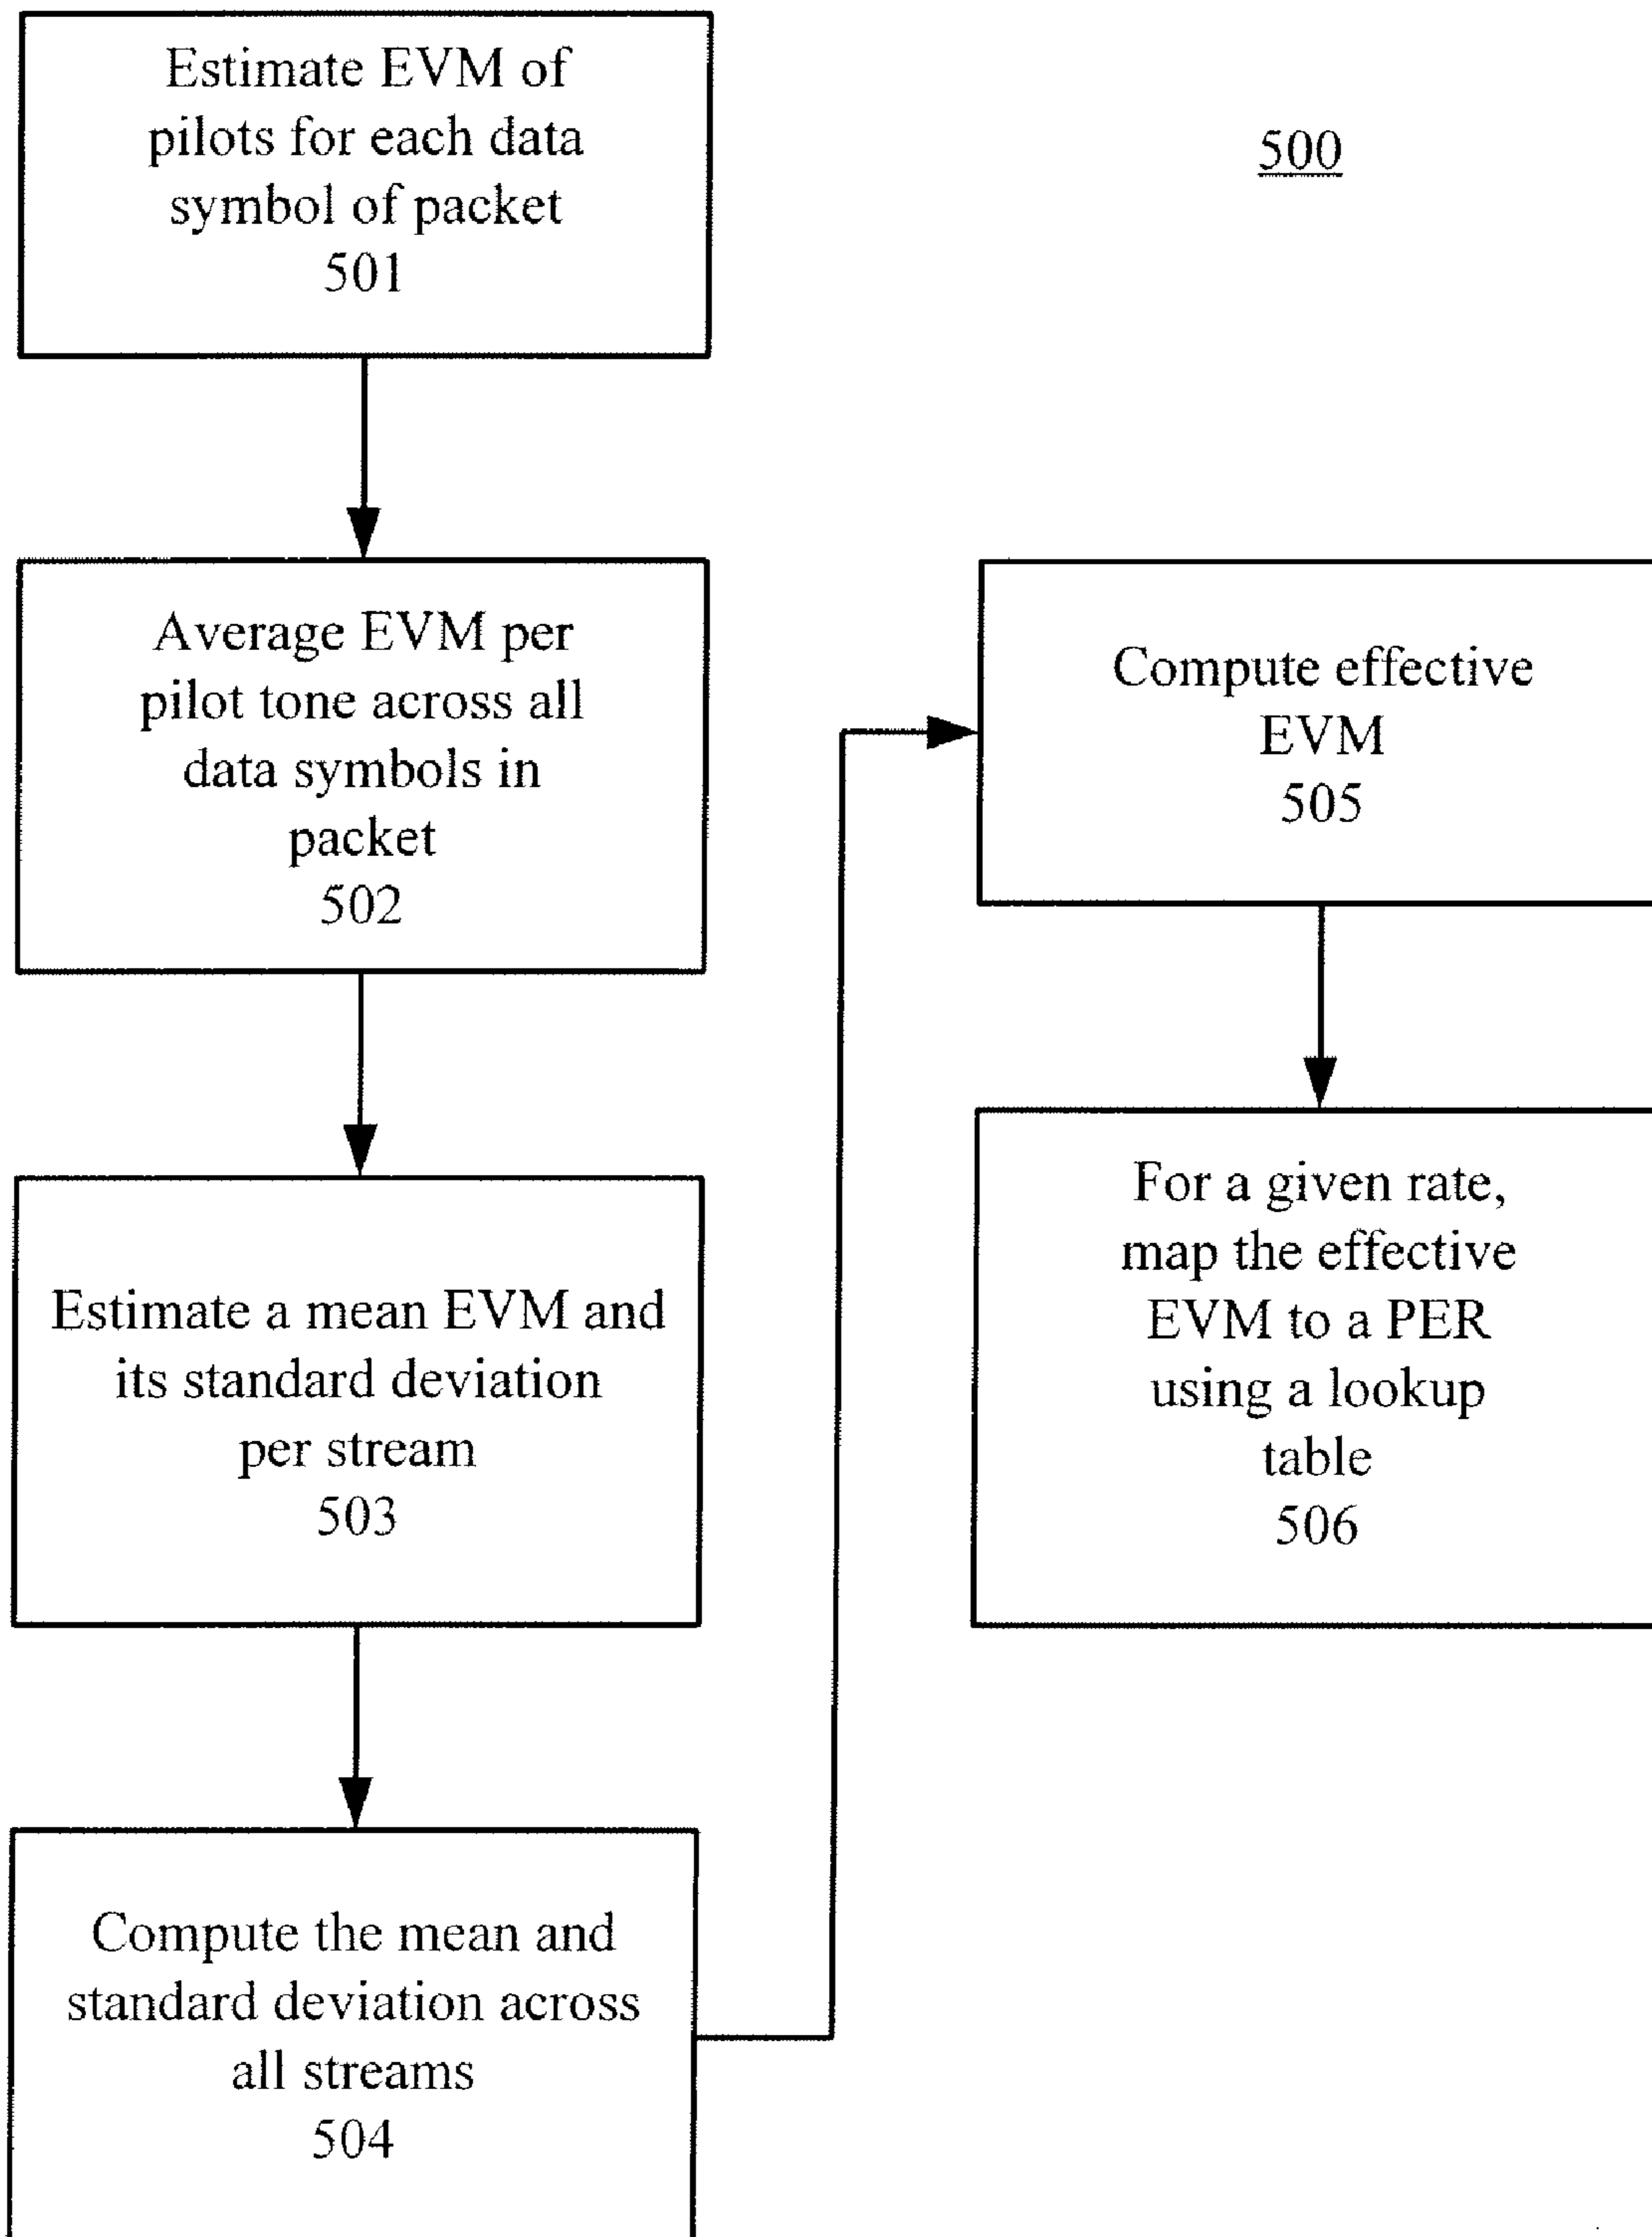 Estimate EVM of
pilots for each data
symbol of packet
501
500
Average EVM per
pilot tone across all
data symbols in
packet
502
Estimate a mean EVM and
its standard deviation
per stream
503
Compute the mean and
standard deviation across
all streams
504
Compute effective
EVM
505
For a given rate,
map the effective
EVM to a PER
using a lookup
table
506